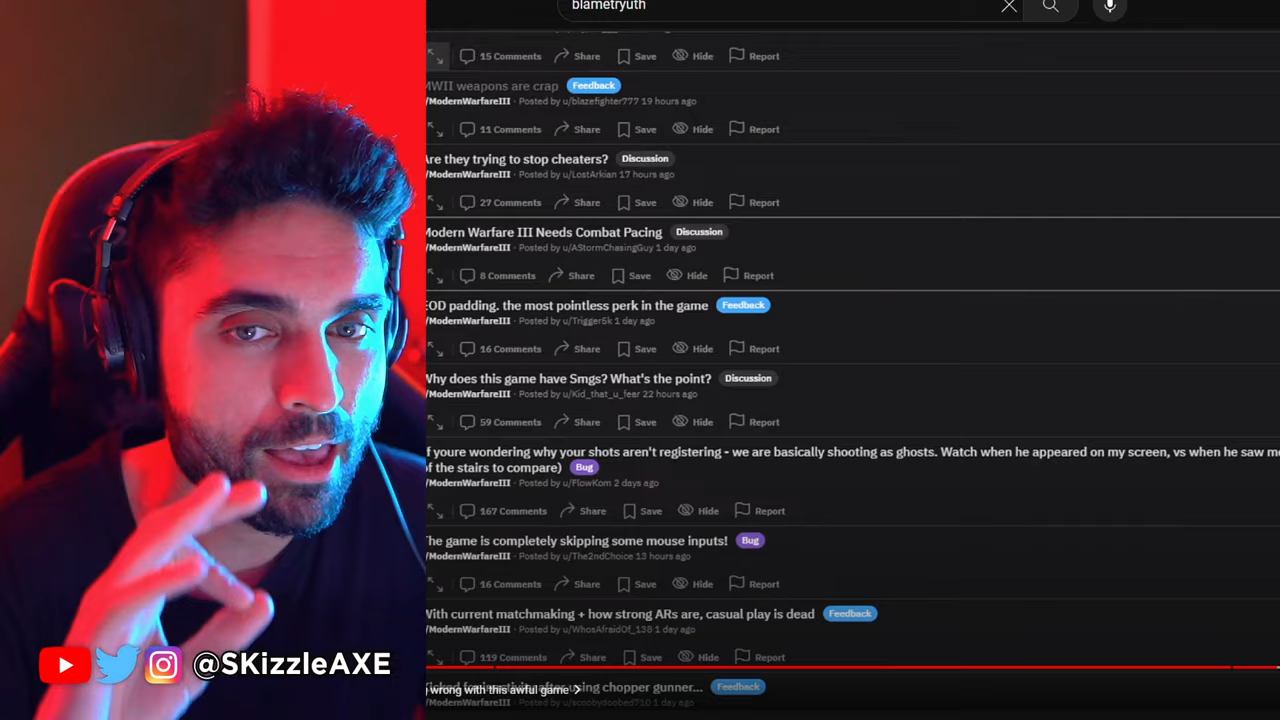 blametryuth
15 Comments Share Save Hide Report
MWII weapons are crap Feedback
/ModernWarfareIII · Posted by u/blazefighter777 19 hours ago
11 Comments Share Save Hide Report
Are they trying to stop cheaters? Discussion
/ModernWarfareIII · Posted by u/LostArkian 17 hours ago
27 Comments Share Save Hide Report
Modern Warfare III Needs Combat Pacing Discussion
/ModernWarfareIII · Posted by u/AStormChasingGuy 1 day ago
8 Comments Share Save Hide Report
EOD padding. the most pointless perk in the game Feedback
/ModernWarfareIII · Posted by u/Trigger5k 1 day ago
16 Comments Share Save Hide Report
Why does this game have Smgs? What's the point? Discussion
/ModernWarfareIII · Posted by u/Kid_that_u_fear 22 hours ago
59 Comments Share Save Hide Report
f youre wondering why your shots aren't registering - we are basically shooting as ghosts. Watch when he appeared on my screen, vs when he saw me
of the stairs to compare) Bug
/ModernWarfareIII · Posted by u/FlowKom 2 days ago
167 Comments Share Save Hide Report
The game is completely skipping some mouse inputs! Bug
/ModernWarfareIII · Posted by u/The2ndChoice 13 hours ago
16 Comments Share Save Hide Report
With current matchmaking + how strong ARs are, casual play is dead Feedback
/ModernWarfareIII · Posted by u/WhosAfraidOf_138 1 day ago
119 Comments Share Save Hide Report
using chopper gunner... Feedback
wrong with this awful game >
/ModernWarfareIII · Posted by u/scoobydoobed710 1 day ago
@SKizzleAXE